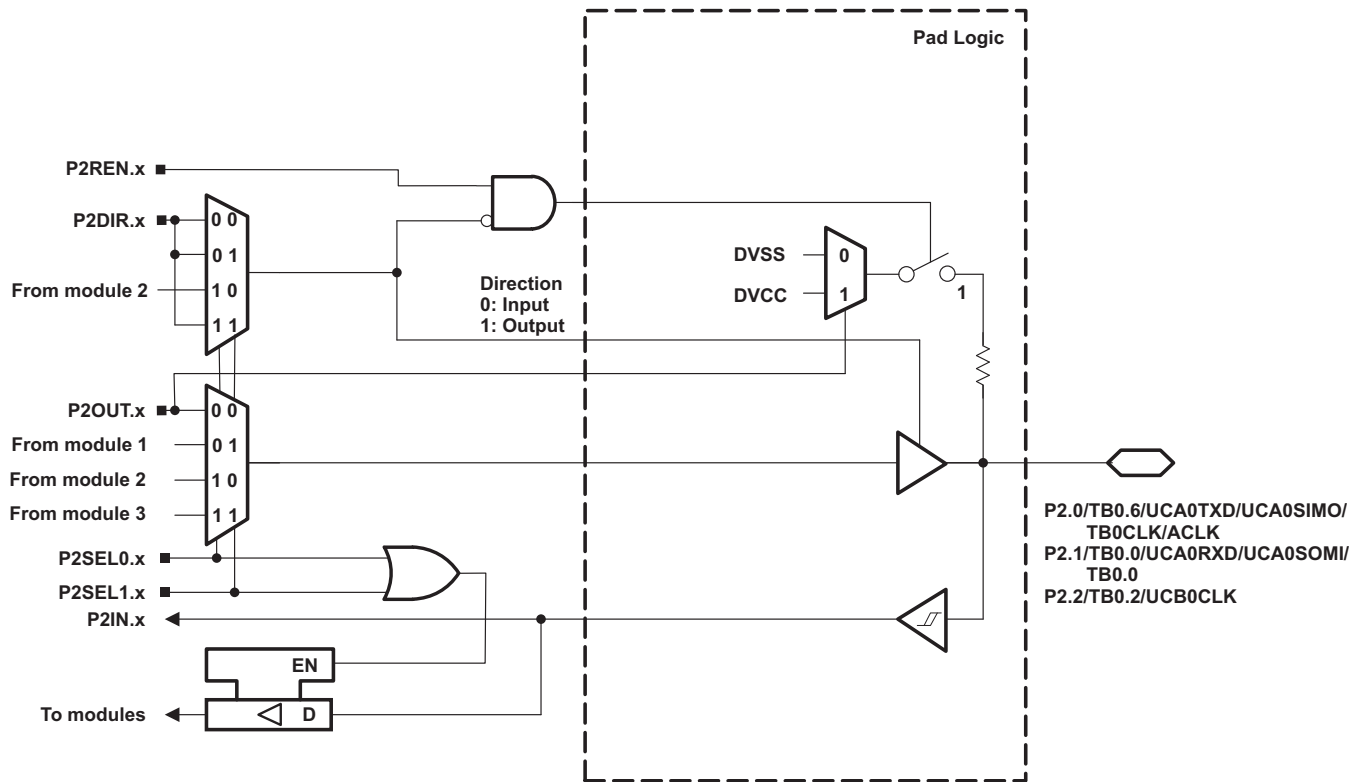 Pad Logic
P2REN.x
P2DIR.x
0 0
0 1
From module 2
1 0
1 1
Direction
0: Input
1: Output
DVSS
0
DVCC
1
1
P2OUT.x
0 0
From module 1
0 1
From module 2
1 0
From module 3
1 1
P2SEL0.x
P2SEL1.x
P2IN.x
EN
To modules
D
P2.0/TB0.6/UCA0TXD/UCA0SIMO/
TB0CLK/ACLK
P2.1/TB0.0/UCA0RXD/UCA0SOMI/
TB0.0
P2.2/TB0.2/UCB0CLK